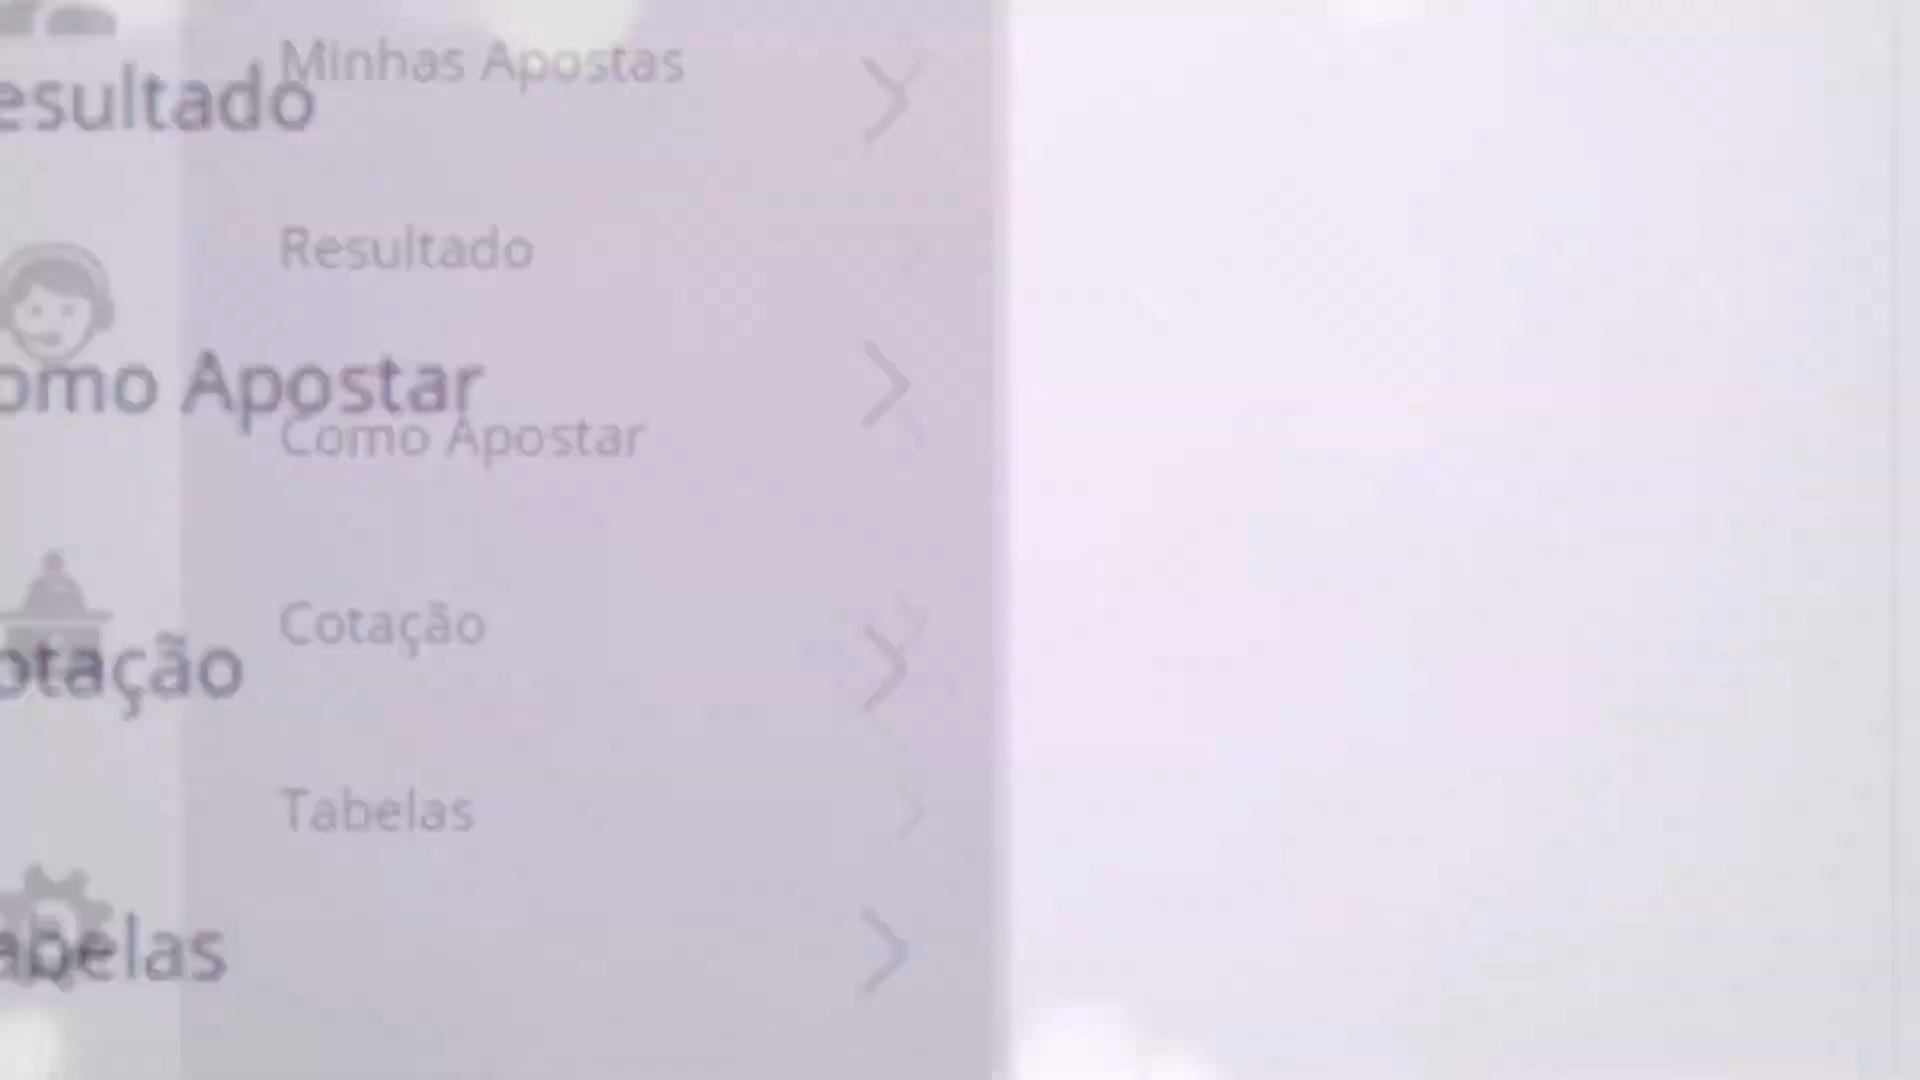 Minhas Apostas
esultado
Resultado
omo Apostar
Como Apostar
Cotação
otação
Tabelas
abelas